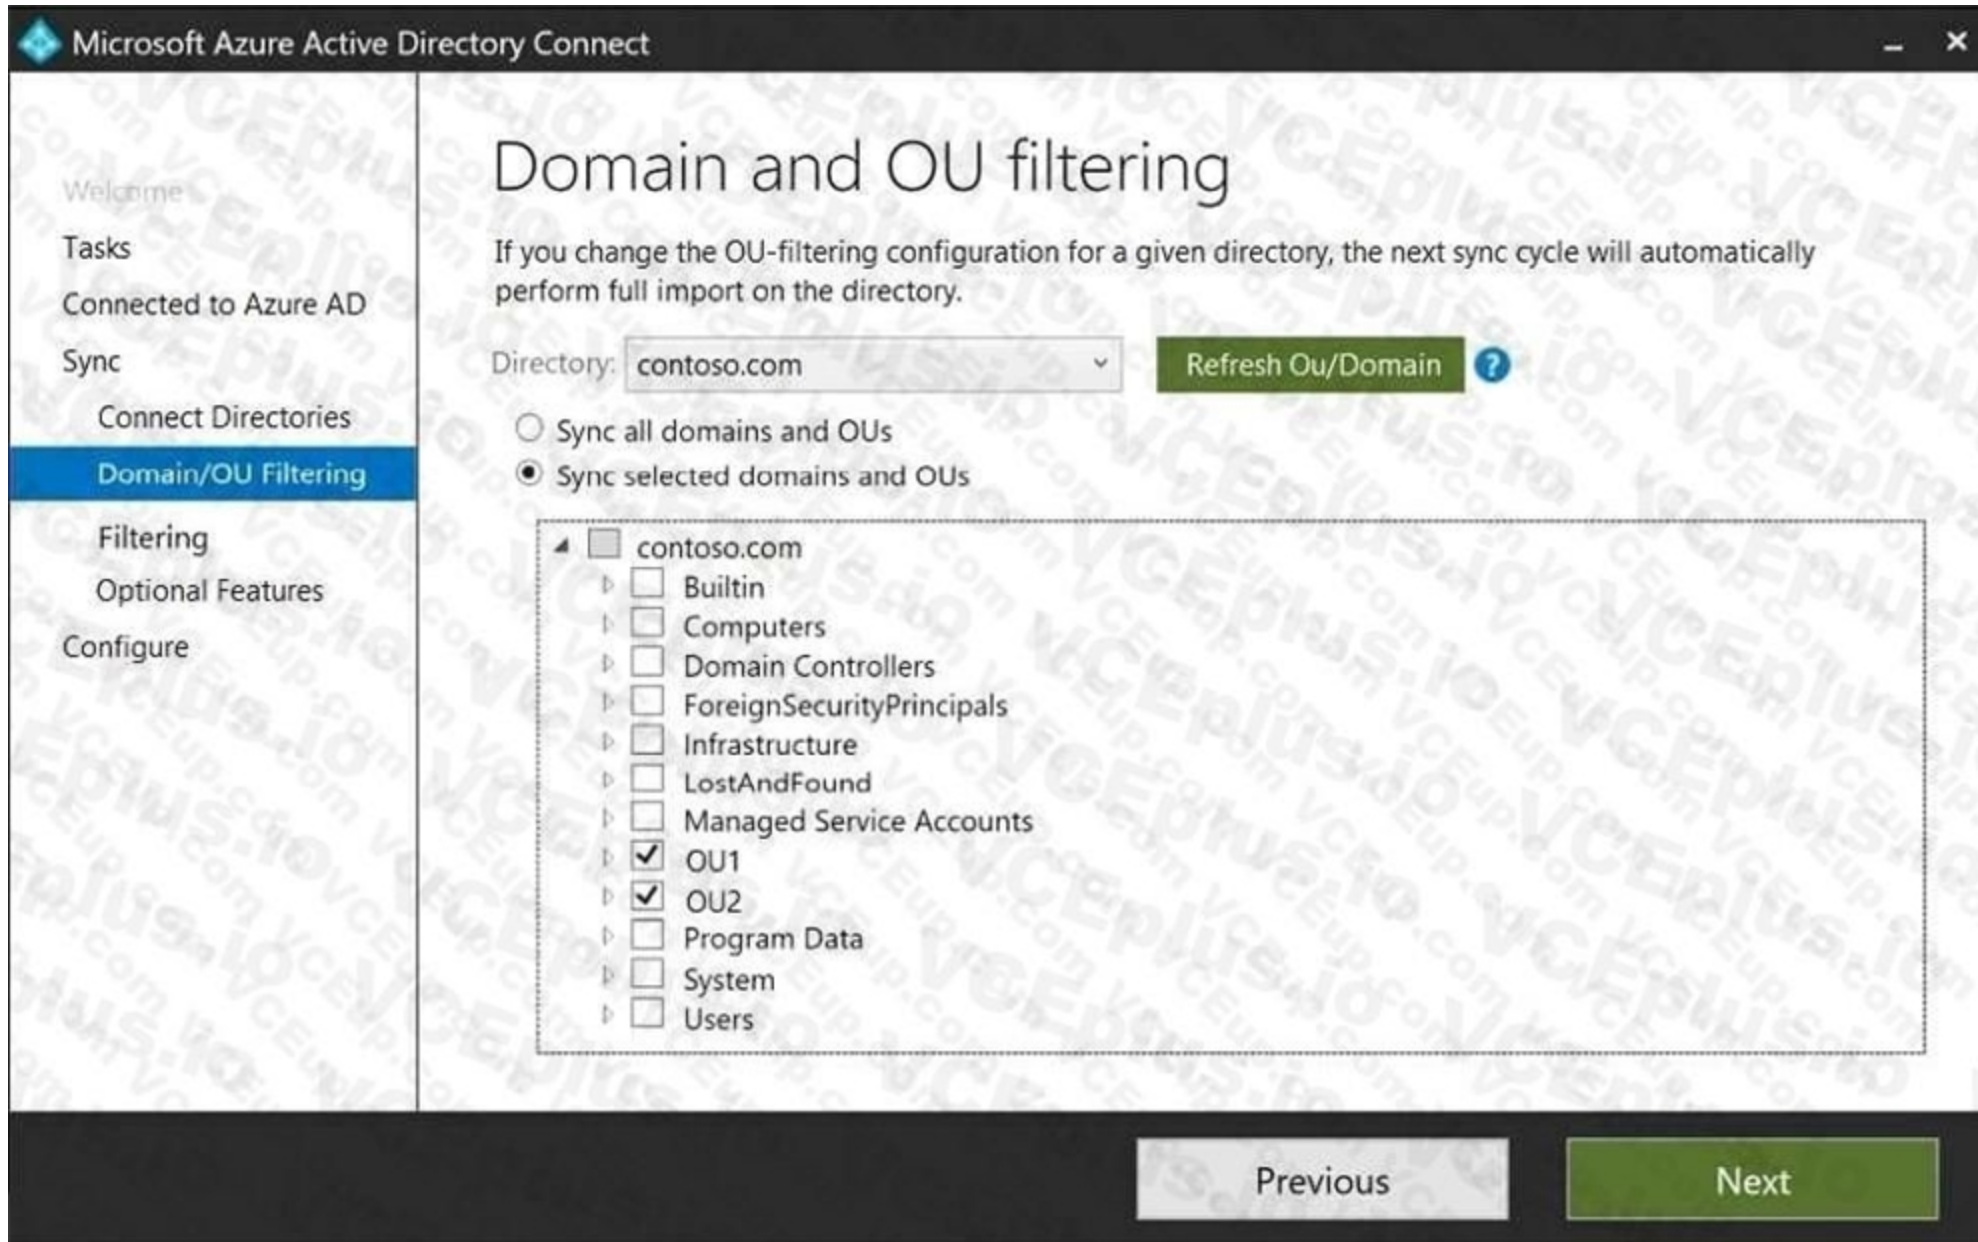 Microsoft Azure Active Directory Connect
Welcome
Tasks
Connected to Azure AD
Sync
Connect Directories
Domain/OU Filtering
Filtering
Optional Features
Configure
Domain and OU filtering
If you change the OU-filtering configuration for a given directory, the next sync cycle will automatically
perform full import on the directory.
Directory: contoso.com Refresh Ou/Domain ?
Sync all domains and OUs
Sync selected domains and OUs
contoso.com
Builtin
Computers
Domain Controllers
ForeignSecurityPrincipals
Infrastructure
LostAndFound
Managed Service Accounts
OU1
OU2
Program Data
System
Users
Previous Next